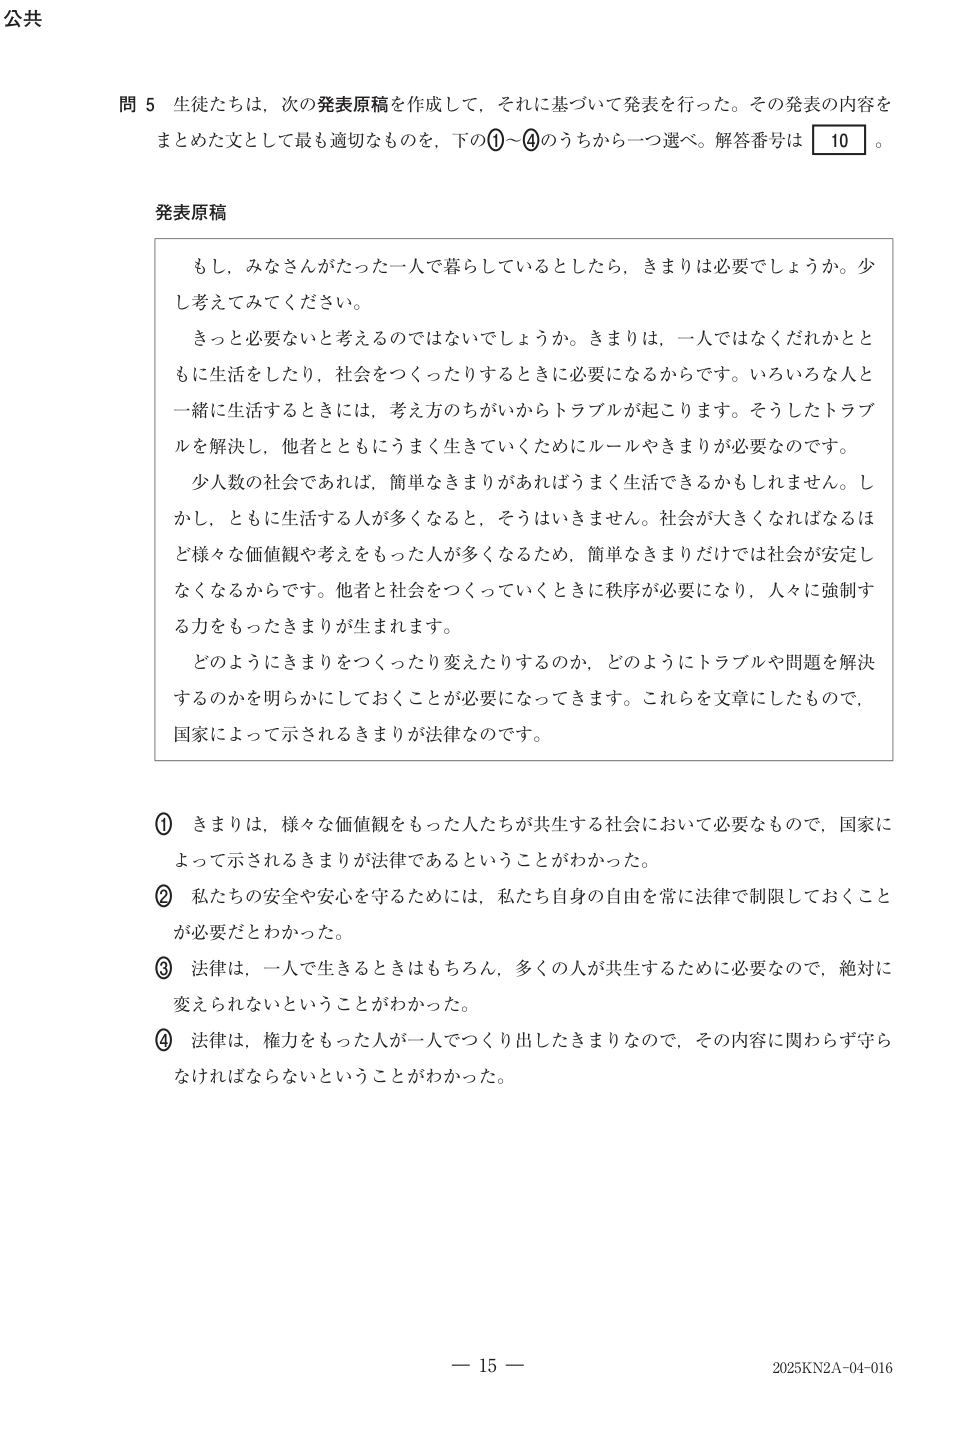 公共
問 5 生徒たちは，次の発表原稿を作成して，それに基づいて発表を行った。その発表の内容を
まとめた文として最も適切なものを，下の①～④のうちから一つ選べ。解答番号は 10 。
発表原稿
もし，みなさんがたった一人で暮らしているとしたら，きまりは必要でしょうか。少
し考えてみてください。
きっと必要ないと考えるのではないでしょうか。きまりは，一人ではなくだれかとと
もに生活をしたり，社会をつくったりするときに必要になるからです。いろいろな人と
一緒に生活するときには，考え方のちがいからトラブルが起こります。そうしたトラブ
ルを解決し，他者とともにうまく生きていくためにルールやきまりが必要なのです。
少人数の社会であれば，簡単なきまりがあればうまく生活できるかもしれません。し
かし，ともに生活する人が多くなると，そうはいきません。社会が大きくなればなるほ
ど様々な価値観や考えをもった人が多くなるため，簡単なきまりだけでは社会が安定し
なくなるからです。他者と社会をつくっていくときに秩序が必要になり，人々に強制す
る力をもったきまりが生まれます。
どのようにきまりをつくったり変えたりするのか，どのようにトラブルや問題を解決
するのかを明らかにしておくことが必要になってきます。これらを文章にしたもので，
国家によって示されるきまりが法律なのです。
① きまりは，様々な価値観をもった人たちが共生する社会において必要なもので，国家に
よって示されるきまりが法律であるということがわかった。
② 私たちの安全や安心を守るためには，私たち自身の自由を常に法律で制限しておくこと
が必要だとわかった。
③ 法律は，一人で生きるときはもちろん，多くの人が共生するために必要なので，絶対に
変えられないということがわかった。
④ 法律は，権力をもった人が一人でつくり出したきまりなので，その内容に関わらず守ら
なければならないということがわかった。
― 15 ―
2025KN2A-04-016